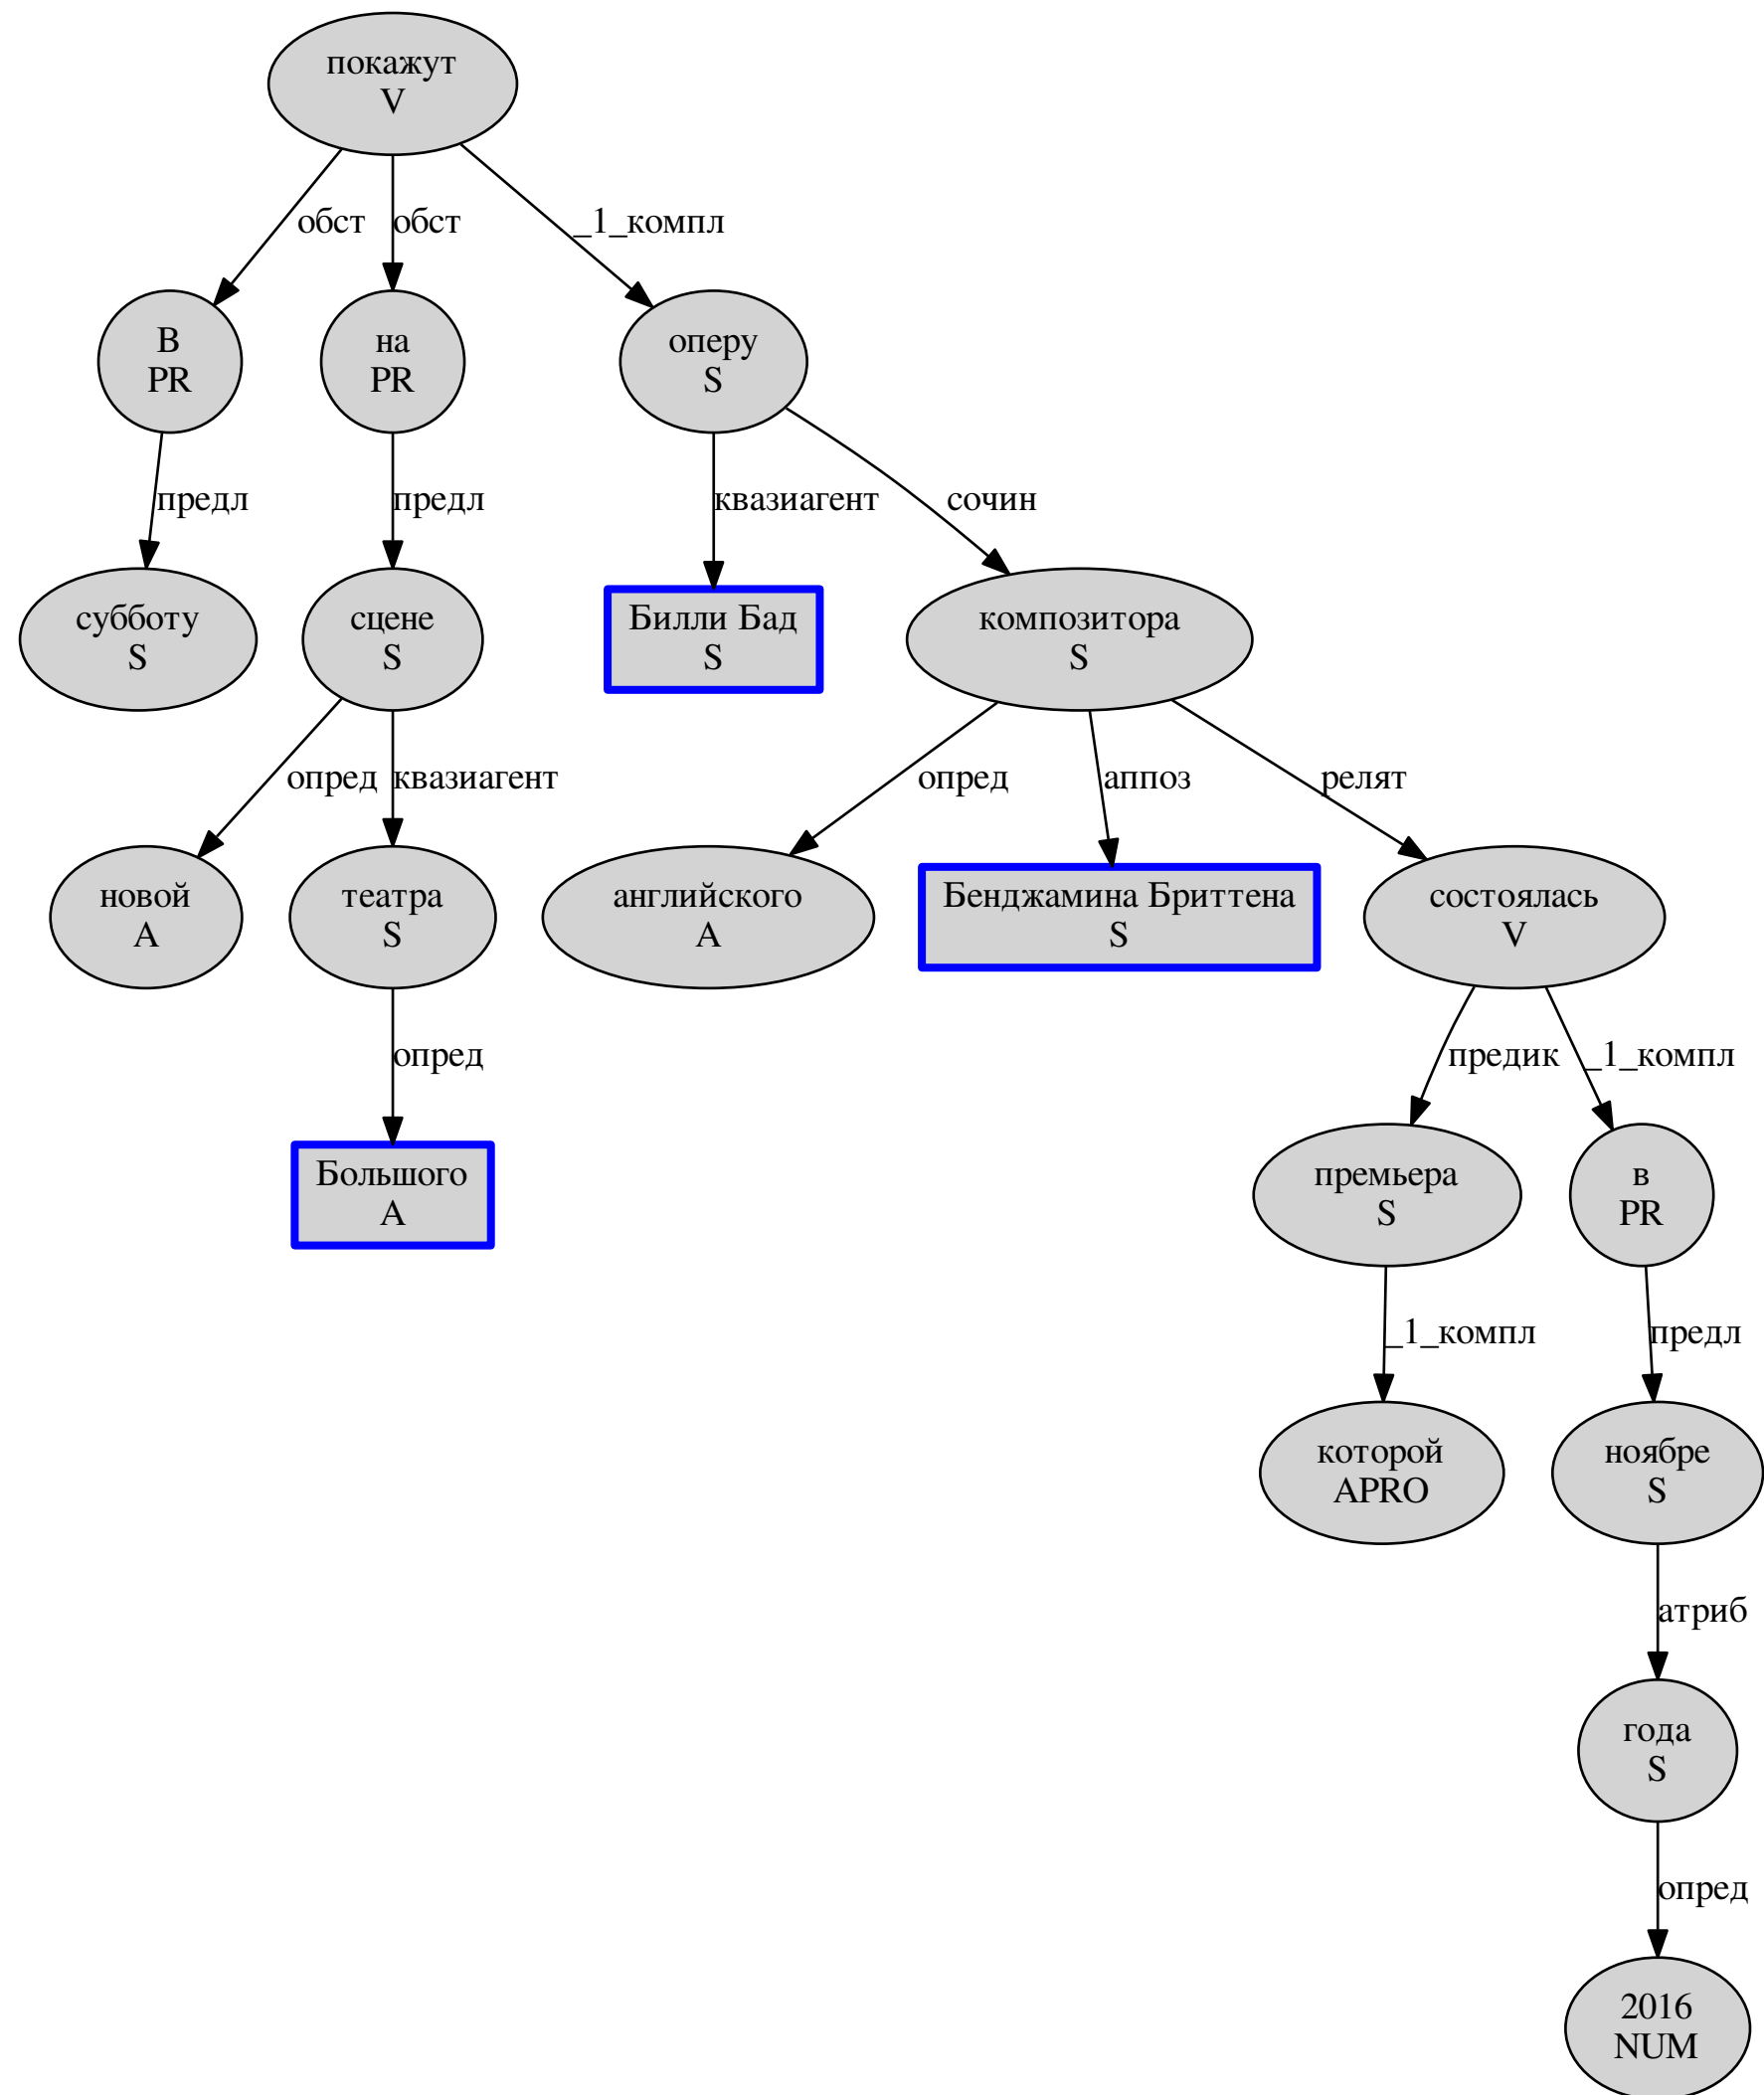 покажут
V
обст
обст
_1_компл
В
PR
на
PR
оперу
S
предл
предл
квазиагент
сочин
субботу
S
сцене
S
Билли Бад
S
композитора
S
опред
квазиагент
опред
аппоз
релят
новой
A
театра
S
английского
A
Бенджамина Бриттена
S
состоялась
V
опред
предик
_1_компл
Большого
A
премьера
S
в
PR
_1_компл
предл
которой
APRO
ноябре
S
атриб
года
S
опред
2016
NUM